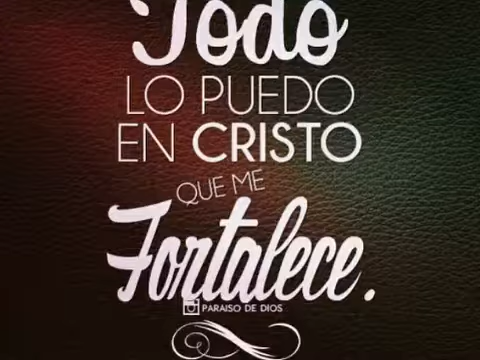 Todo
LO PUEDO
EN CRISTO
QUE ME
Fortalece.
PARAISO DE DIOS